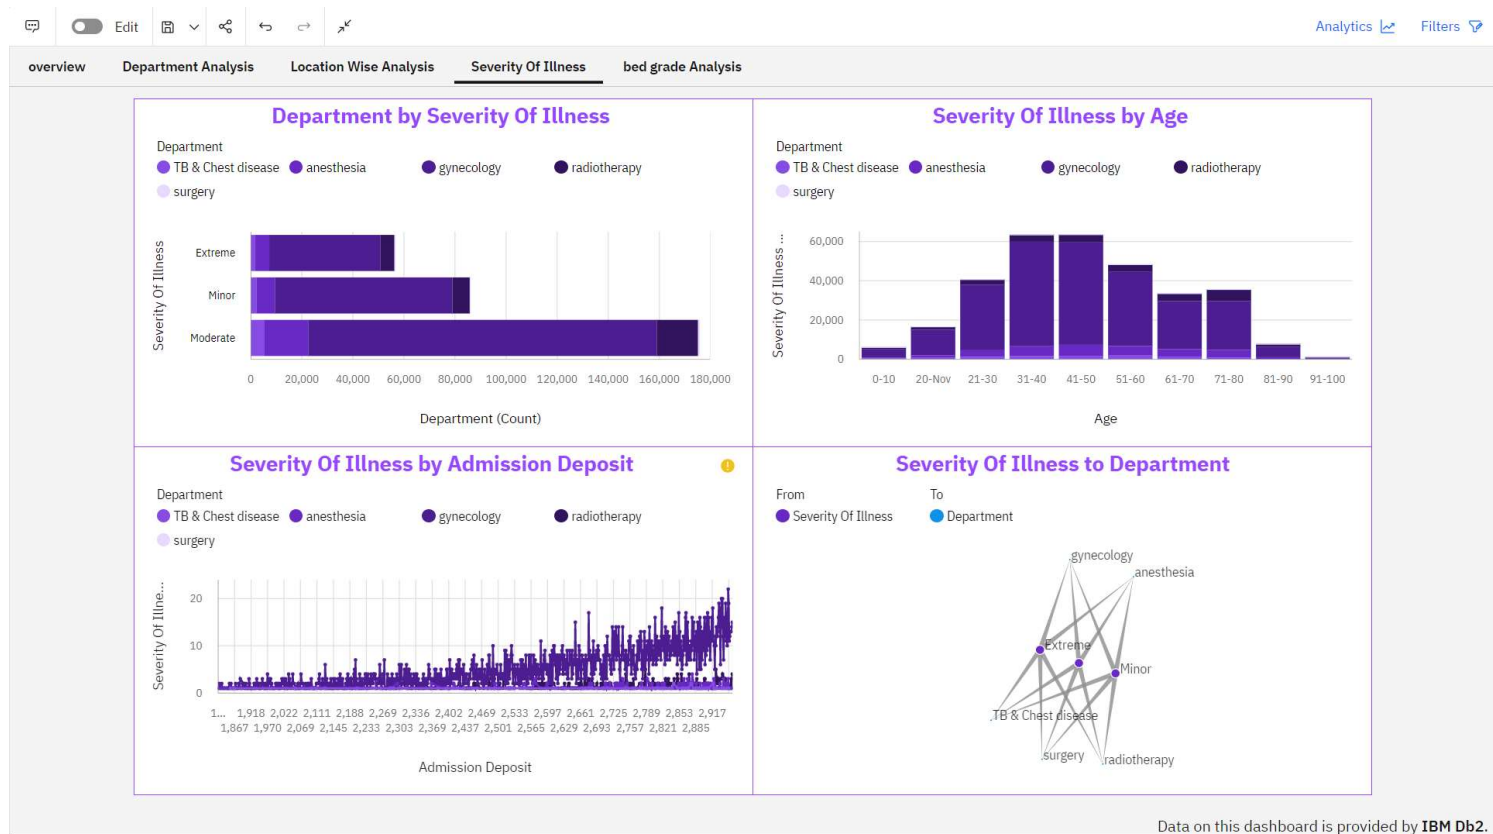 Edit
Analytics
Filters
overview
Department Analysis
Location Wise Analysis
Severity Of Illness
bed grade Analysis
Department by Severity Of Illness
Department
TB & Chest disease
anesthesia
gynecology
radiotherapy
surgery
Severity Of Illness
Extreme
Minor
Moderate
0 20,000 40,000 60,000 80,000 100,000 120,000 140,000 160,000 180,000
Department (Count)
Severity Of Illness by Age
Department
TB & Chest disease
anesthesia
gynecology
radiotherapy
surgery
Severity Of Illness ...
60,000
40,000
20,000
0
0-10 20-Nov 21-30 31-40 41-50 51-60 61-70 71-80 81-90 91-100
Age
Severity Of Illness by Admission Deposit
Department
TB & Chest disease
anesthesia
gynecology
radiotherapy
surgery
Severity Of Illne...
20
10
0
1... 1,918 2,022 2,111 2,188 2,269 2,336 2,402 2,469 2,533 2,597 2,661 2,725 2,789 2,853 2,917
1,867 1,970 2,069 2,145 2,233 2,303 2,369 2,437 2,501 2,565 2,629 2,693 2,757 2,821 2,885
Admission Deposit
Severity Of Illness to Department
From
To
Severity Of Illness
Department
gynecology
anesthesia
Extreme
Minor
TB & Chest disease
surgery
radiotherapy
Data on this dashboard is provided by IBM Db2.